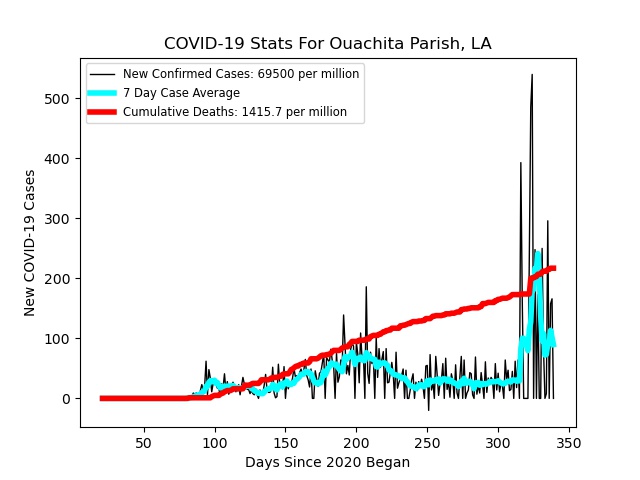 COVID-19 Stats For Ouachita Parish, LA
New Confirmed Cases: 69500 per million
7 Day Case Average
Cumulative Deaths: 1415.7 per million
500
400
300
200
100
0
New COVID-19 Cases
50
100
150
200
250
300
350
Days Since 2020 Began